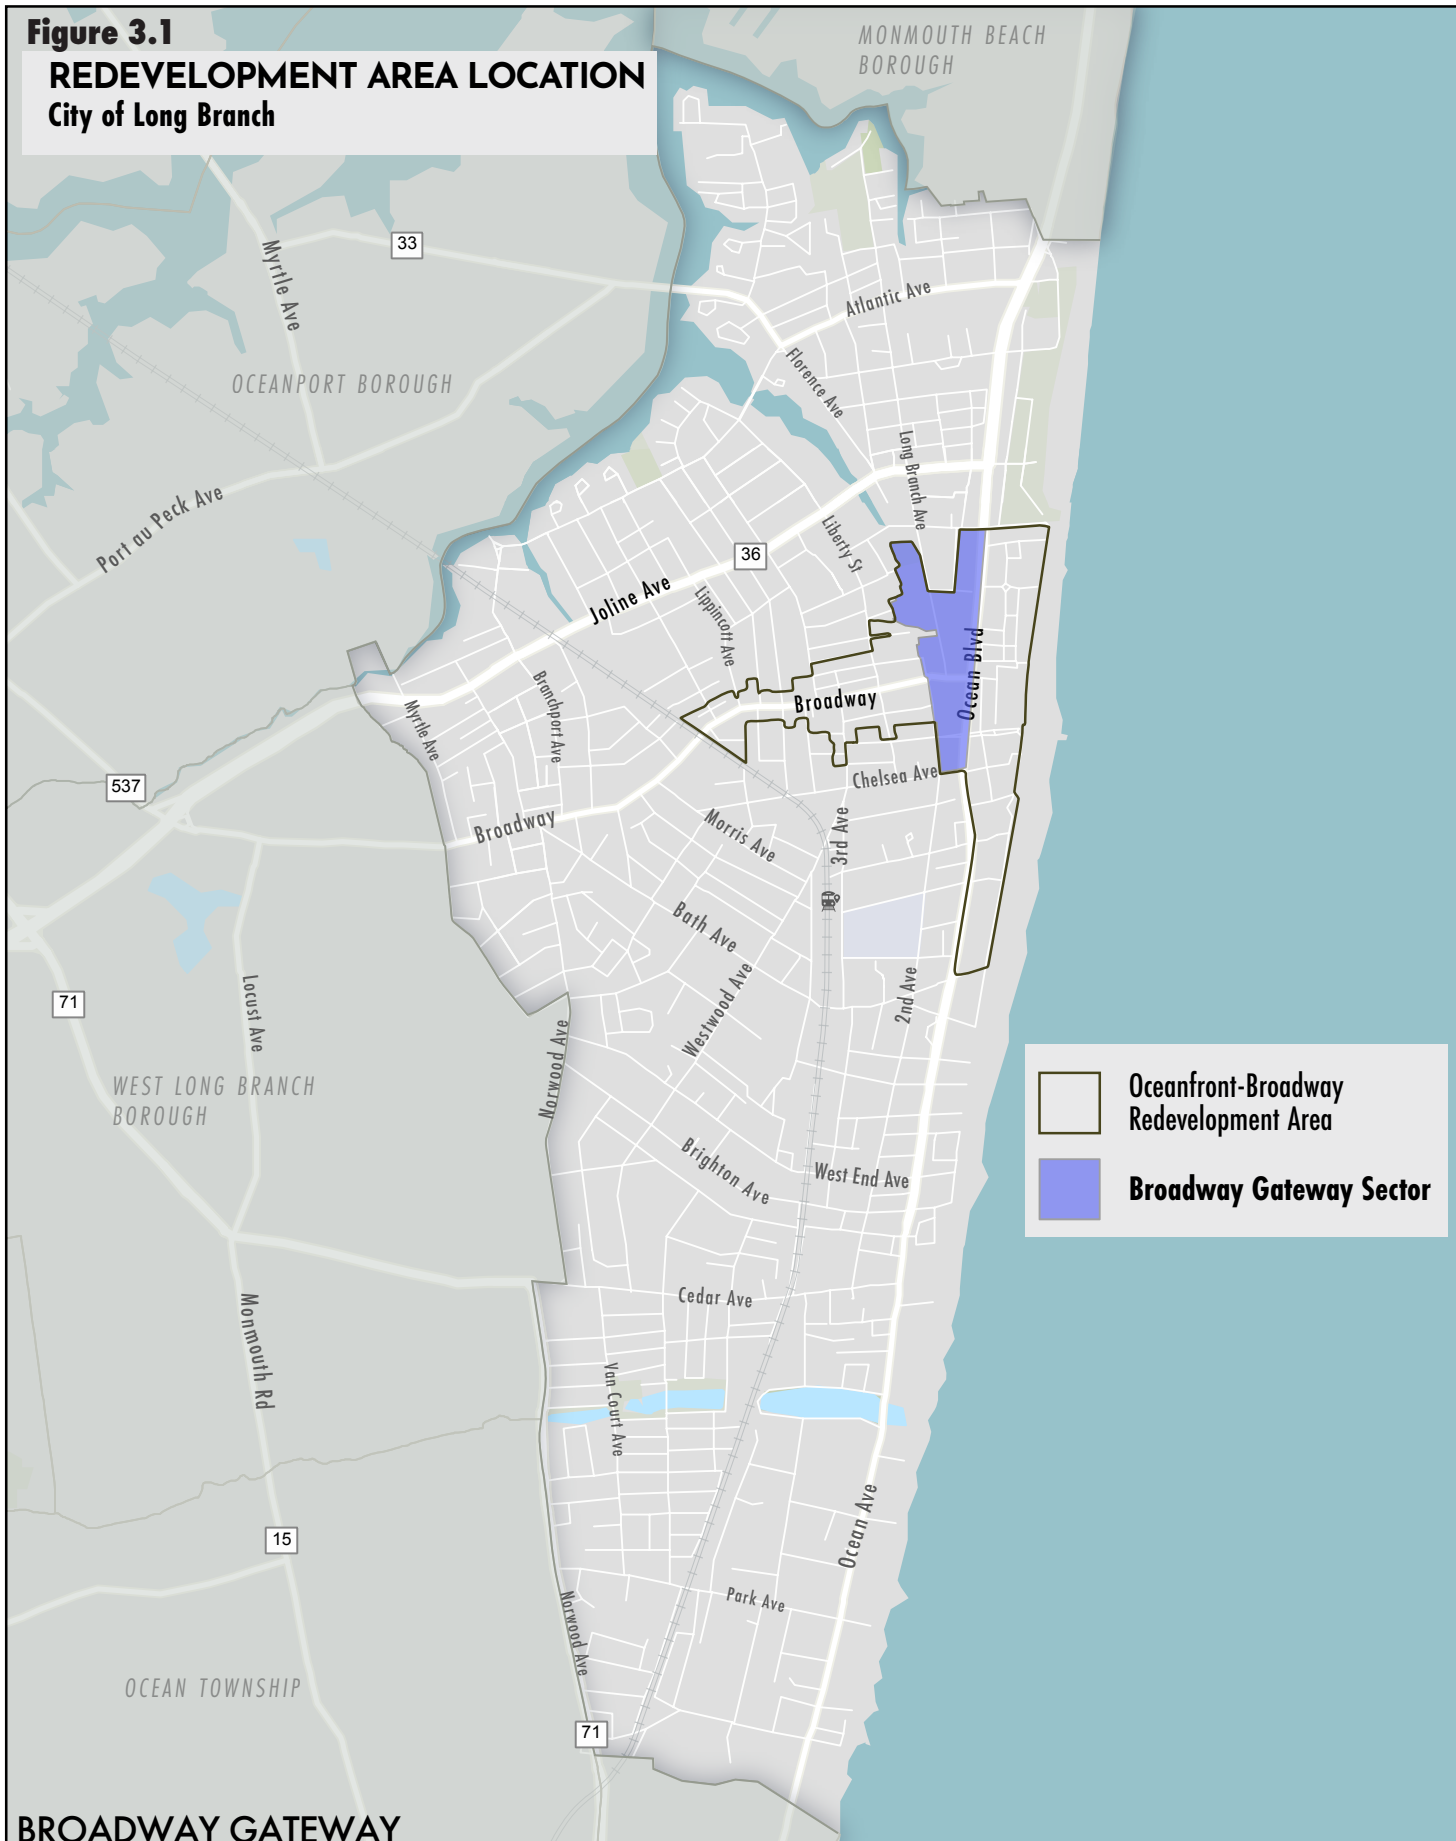 Figure 3.1
REDEVELOPMENT AREA LOCATION
City of Long Branch
MONMOUTH BEACH
BOROUGH
33
Myrtle Ave
Atlantic Ave
OCEANPORT BOROUGH
Florence Ave
Long Branch Ave
Port au Peck Ave
Liberty St
36
Joline Ave
Lippincott Ave
Ocean Blvd
Branchport Ave
Broadway
Myrtle Ave
Chelsea Ave
537
Broadway
Morris Ave
3rd Ave
Bath Ave
2nd Ave
71
Locust Ave
Westwood Ave
Norwood Ave
WEST LONG BRANCH
BOROUGH
Oceanfront-Broadway
Redevelopment Area
Broadway Gateway Sector
Brighton Ave
West End Ave
Cedar Ave
Monmouth Rd
Van Court Ave
Ocean Ave
15
Park Ave
Norwood Ave
OCEAN TOWNSHIP
71
BROADWAY GATEWAY